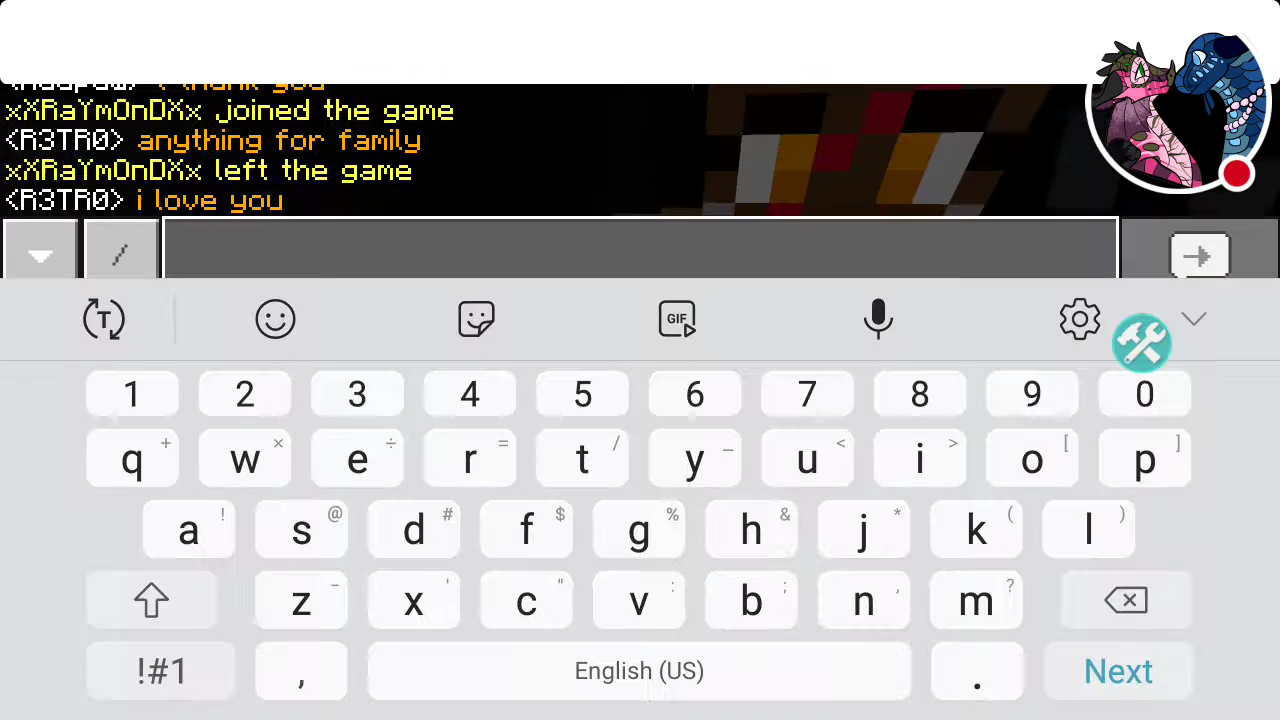 xXRaYmOnDXx joined the game
<R3TR0> anything for family
xXRaYmOnDXx left the game
<R3TR0> i love you
/
T
GIF
1 2 3 4 5 6 7 8 9 0
q + w × e ÷ r = t / y _ u < i > o [ p ]
a ! s @ d # f $ g % h & j * k ( l )
z - x ' c " v : b ; n , m ?
!#1 , English (US) . Next